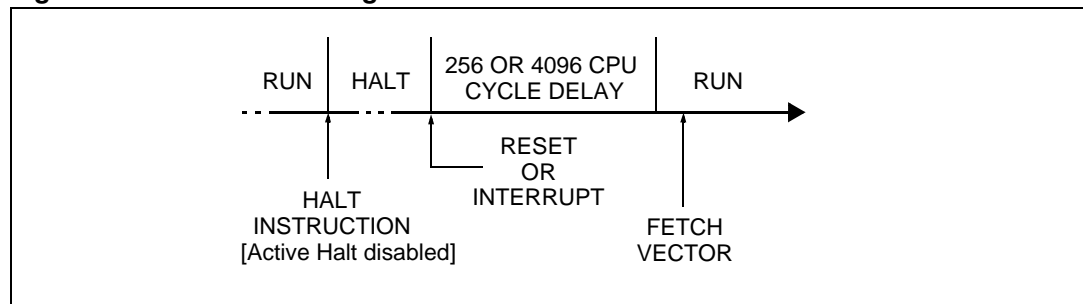 256 OR 4096 CPU
RUN HALT CYCLE DELAY RUN
RESET
OR
INTERRUPT
HALT
INSTRUCTION
[Active Halt disabled]
FETCH
VECTOR